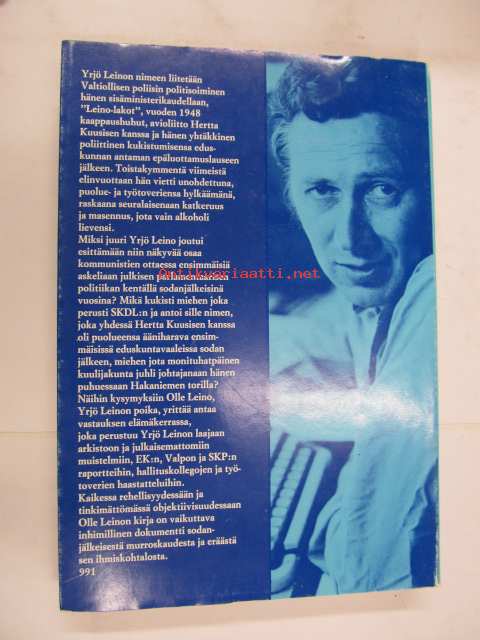 Yrjö Leinon nimeen liitetään
Valtiollisen poliisin politisoiminen
hänen sisäministerikaudellaan,
"Leino-lakot", vuoden 1948
kaappaushuhut, avioliitto Hertta
Kuusisen kanssa ja hänen yhtäkkinen
poliittinen kukistumisensa edus-
kunnan antaman epäluottamuslauseen
jälkeen. Toistakymmentä viimeistä
elinvuottaan hän vietti unohdettuna,
puolue- ja työtoveriensa hylkäämänä,
raskaana seuralaisenaan katkeruus
ja masennus, jota vain alkoholi
lievensi.
Miksi juuri Yrjö Leino joutui
esittämään niin näkyvää osaa
kommunistien ottaessa ensimmäisiä
askeliaan julkisen parlamentaarisen
politiikan kentällä sodanjälkeisinä
vuosina? Mikä kukisti miehen joka
perusti SKDL:n ja antoi sille nimen,
joka yhdessä Hertta Kuusisen kanssa
oli puolueensa ääniharava ensim-
mäisissä eduskuntavaaleissa sodan
jälkeen, miehen jota monituhatpäinen
kuulijakunta juhli johtajanaan hänen
puhuessaan Hakaniemen torilla?
Näihin kysymyksiin Olle Leino,
Yrjö Leinon poika, yrittää antaa
vastauksen elämäkerrassa,
joka perustuu Yrjö Leinon laajaan
arkistoon ja julkaisemattomiin
muistelmiin, EK:n, Valpon ja SKP:n
raportteihin, hallituskollegojen ja työ-
toverien haastatteluihin.
Kaikessa rehellisyydessään ja
tinkimättömässä objektiivisuudessaan
Olle Leinon kirja on vaikuttava
inhimillinen dokumentti sodan-
jälkeisestä murroskaudesta ja eräästä
sen ihmiskohtalosta.
991
Antikvariaatti.net